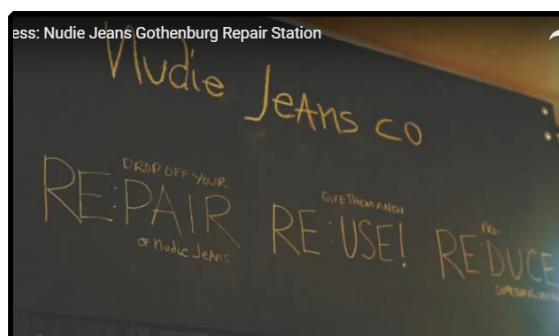 ess: Nudie Jeans Gothenburg Repair Station
Nudie Jeans co
DROP OFF YOUR
RE:PAIR
OF Nudie Jeans
GIVE THEM A NEW
RE:USE!
RE:DUCE